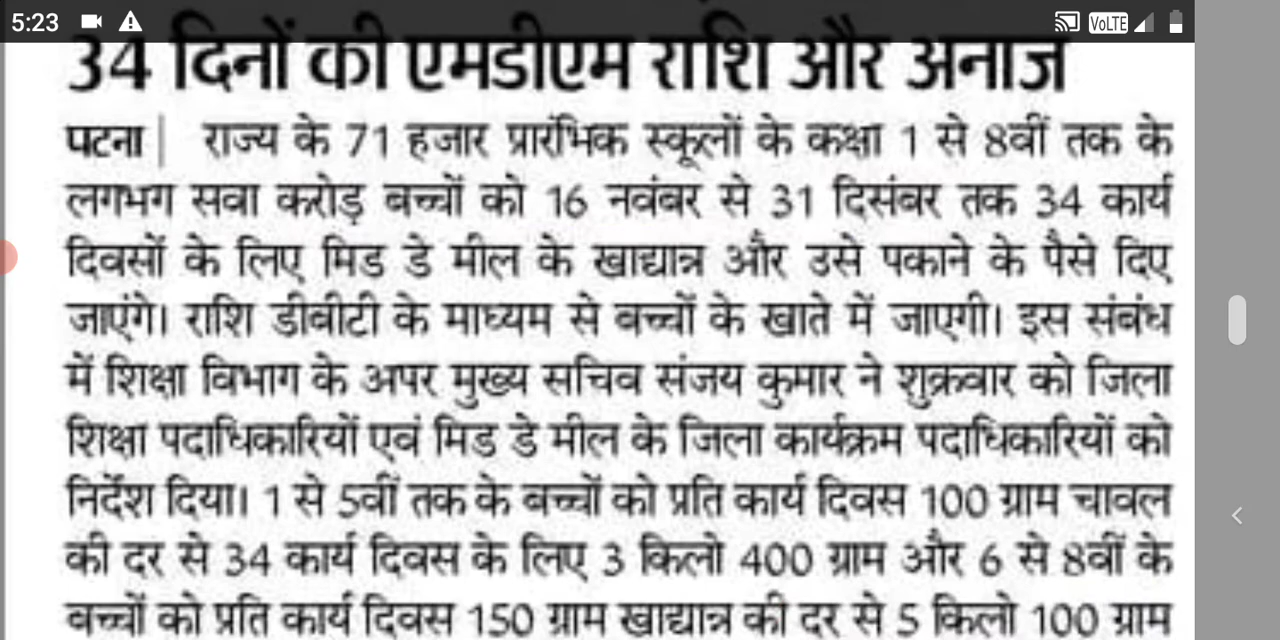 5:23
VoLTE
34 दिनों की एमडीएम राशि और अनाज
पटना| राज्य के 71 हजार प्रारंभिक स्कूलों के कक्षा 1 से 8वीं तक के
लगभग सवा करोड़ बच्चों को 16 नवंबर से 31 दिसंबर तक 34 कार्य
दिवसों के लिए मिड डे मील के खाद्यान्न और उसे पकाने के पैसे दिए
जाएंगे। राशि डीबीटी के माध्यम से बच्चों के खाते में जाएगी। इस संबंध
में शिक्षा विभाग के अपर मुख्य सचिव संजय कुमार ने शुक्रवार को जिला
शिक्षा पदाधिकारियों एवं मिड डे मील के जिला कार्यक्रम पदाधिकारियों को
निर्देश दिया। 1 से 5वीं तक के बच्चों को प्रति कार्य दिवस 100 ग्राम चावल
की दर से 34 कार्य दिवस के लिए 3 किलो 400 ग्राम और 6 से 8वीं के
बच्चों को प्रति कार्य दिवस 150 ग्राम खाद्यान्न की दर से 5 किलो 100 ग्राम